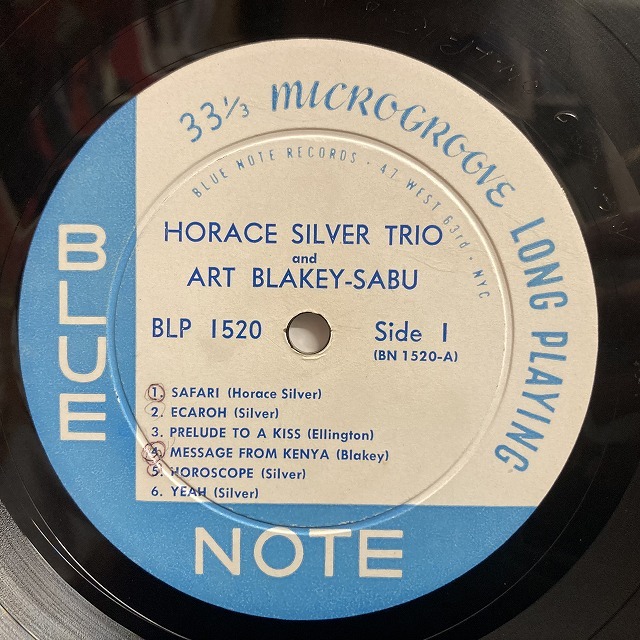 33⅓ MICROGROOVE LONG PLAYING
BLUE NOTE RECORDS · 47 WEST 63rd · NYC
HORACE SILVER TRIO
and
ART BLAKEY-SABU
BLP 1520 Side 1
(BN 1520-A)
1. SAFARI (Horace Silver)
2. ECAROH (Silver)
3. PRELUDE TO A KISS (Ellington)
4. MESSAGE FROM KENYA (Blakey)
5. HOROSCOPE (Silver)
6. YEAH (Silver)
BLUE
NOTE